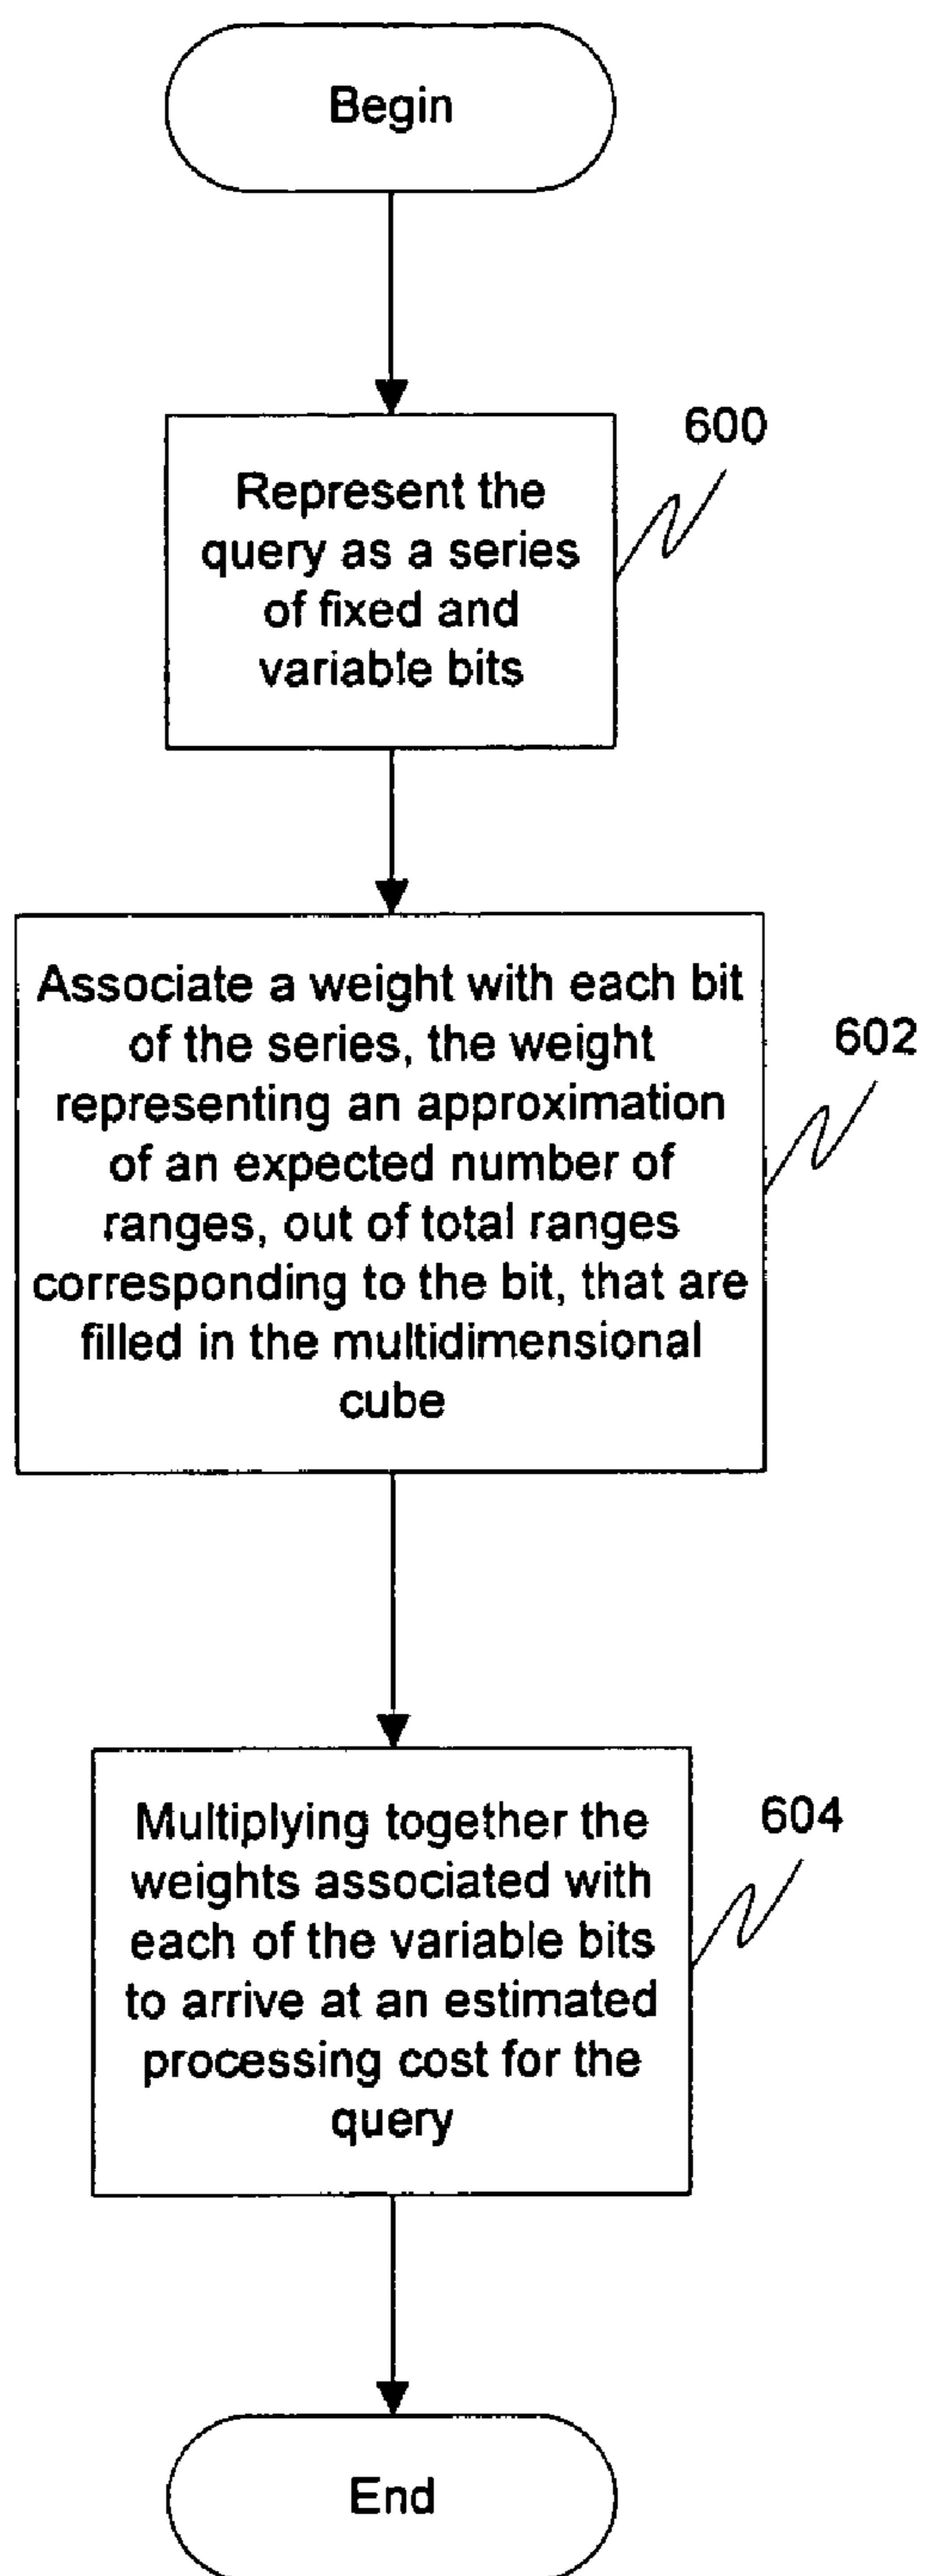 Begin
600
Represent the
query as a series
of fixed and
variable bits
Associate a weight with each bit
of the series, the weight
representing an approximation
of an expected number of
ranges, out of total ranges
corresponding to the bit, that are
filled in the multidimensional
cube
602
Multiplying together the
weights associated with
each of the variable bits
to arrive at an estimated
processing cost for the
query
604
End